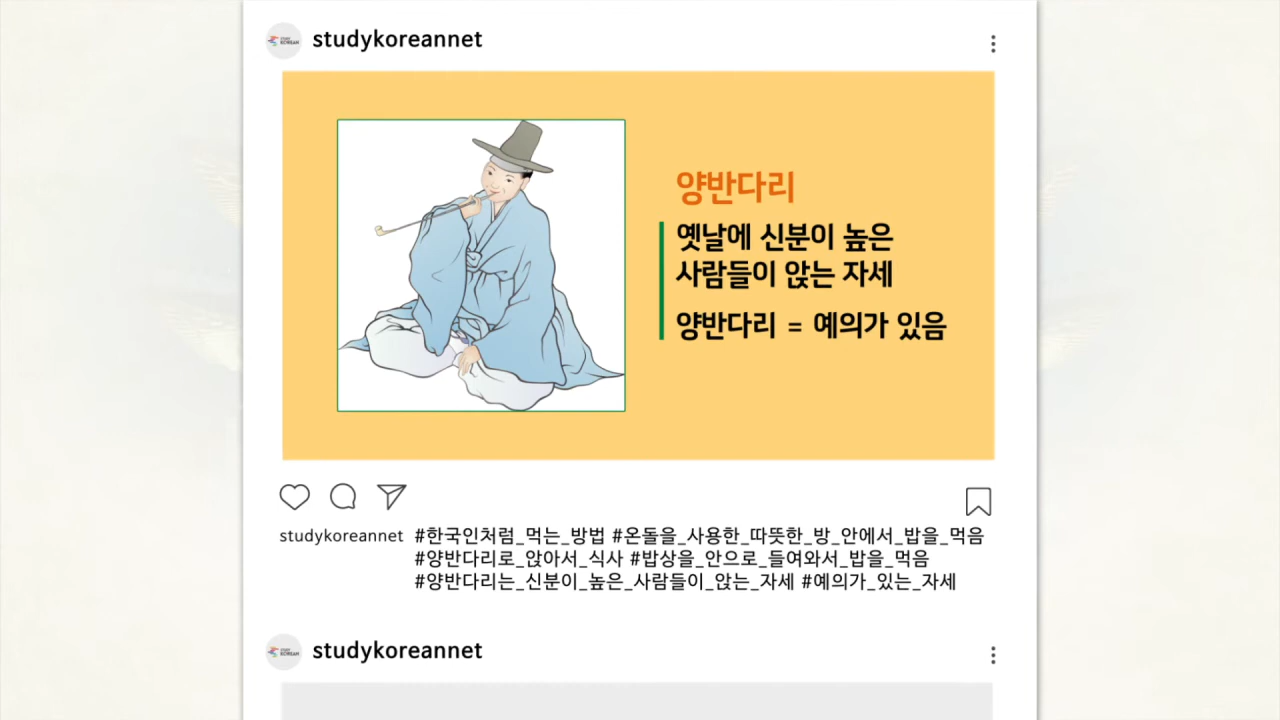 studykoreannet
양반다리
옛날에 신분이 높은
사람들이 앉는 자세
양반다리 = 예의가 있음
studykoreannet #한국인처럼_먹는_방법 #온돌을_사용한_따뜻한_방_안에서_밥을_먹음
#양반다리로_앉아서_식사 #밥상을_안으로_들여와서_밥을_먹음
#양반다리는_신분이_높은_사람들이_앉는_자세 #예의가_있는_자세
studykoreannet